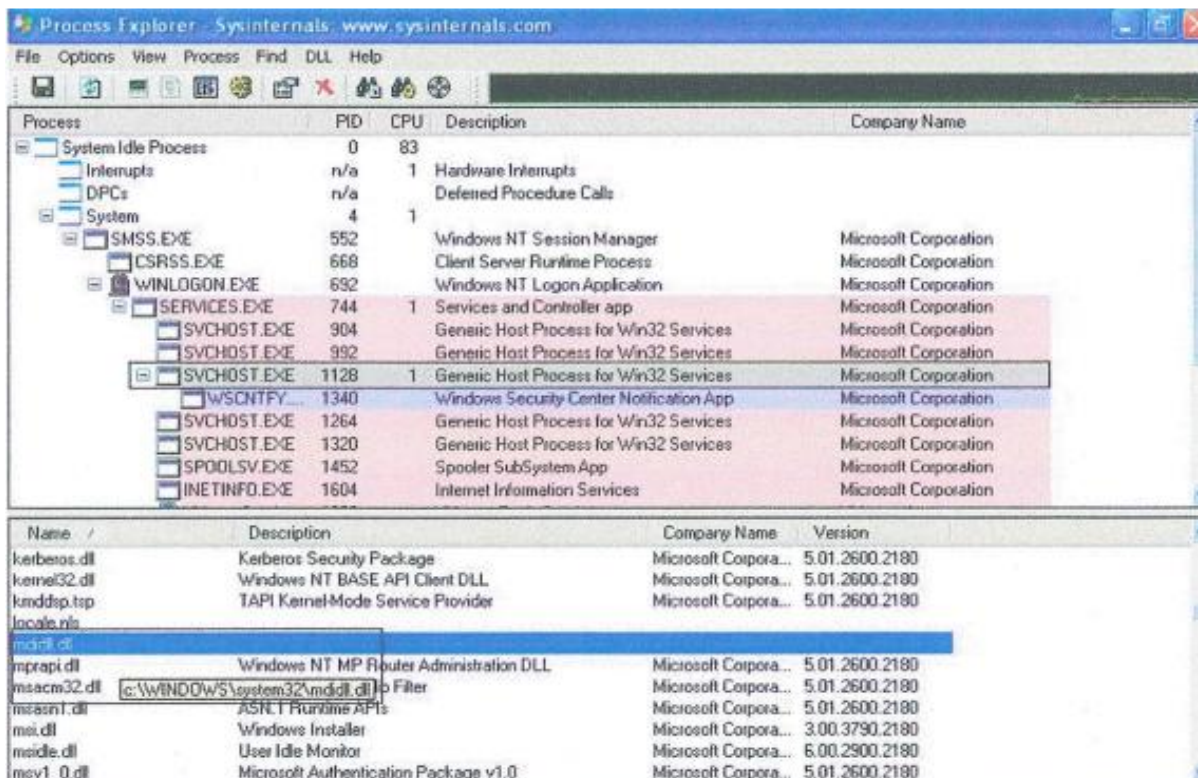 Process Explorer - Sysinternals: www.sysinternals.com
File Options View Process Find DLL Help
Process PID CPU Description Company Name
System Idle Process 0 83
Interrupts n/a 1 Hardware Interrupts
DPCs n/a Deferred Procedure Calls
System 4 1
SMSS.EXE 552 Windows NT Session Manager Microsoft Corporation
CSRSS.EXE 668 Client Server Runtime Process Microsoft Corporation
WINLOGON.EXE 692 Windows NT Logon Application Microsoft Corporation
SERVICES.EXE 744 1 Services and Controller app Microsoft Corporation
SVCHOST.EXE 904 Generic Host Process for Win32 Services Microsoft Corporation
SVCHOST.EXE 992 Generic Host Process for Win32 Services Microsoft Corporation
SVCHOST.EXE 1128 1 Generic Host Process for Win32 Services Microsoft Corporation
WSCNTFY.... 1340 Windows Security Center Notification App Microsoft Corporation
SVCHOST.EXE 1264 Generic Host Process for Win32 Services Microsoft Corporation
SVCHOST.EXE 1320 Generic Host Process for Win32 Services Microsoft Corporation
SPOOLSV.EXE 1452 Spooler SubSystem App Microsoft Corporation
INETINFO.EXE 1604 Internet Information Services Microsoft Corporation
Name Description Company Name Version
kerberos.dll Kerberos Security Package Microsoft Corpora... 5.01.2600.2180
kernel32.dll Windows NT BASE API Client DLL Microsoft Corpora... 5.01.2600.2180
kmddsp.tsp TAPI Kernel-Mode Service Provider Microsoft Corpora... 5.01.2600.2180
locale.nls
mdidll.dll
mprapi.dll Windows NT MP Router Administration DLL Microsoft Corpora... 5.01.2600.2180
msacm32.dll c:\WINDOWS\system32\mdidll.dll o Filter Microsoft Corpora... 5.01.2600.2180
msasn1.dll ASN.1 Runtime APIs Microsoft Corpora... 5.01.2600.2180
msi.dll Windows Installer Microsoft Corpora... 3.00.3790.2180
msidle.dll User Idle Monitor Microsoft Corpora... 6.00.2900.2180
msv1_0.dll Microsoft Authentication Package v1.0 Microsoft Corpora... 5.01.2600.2180